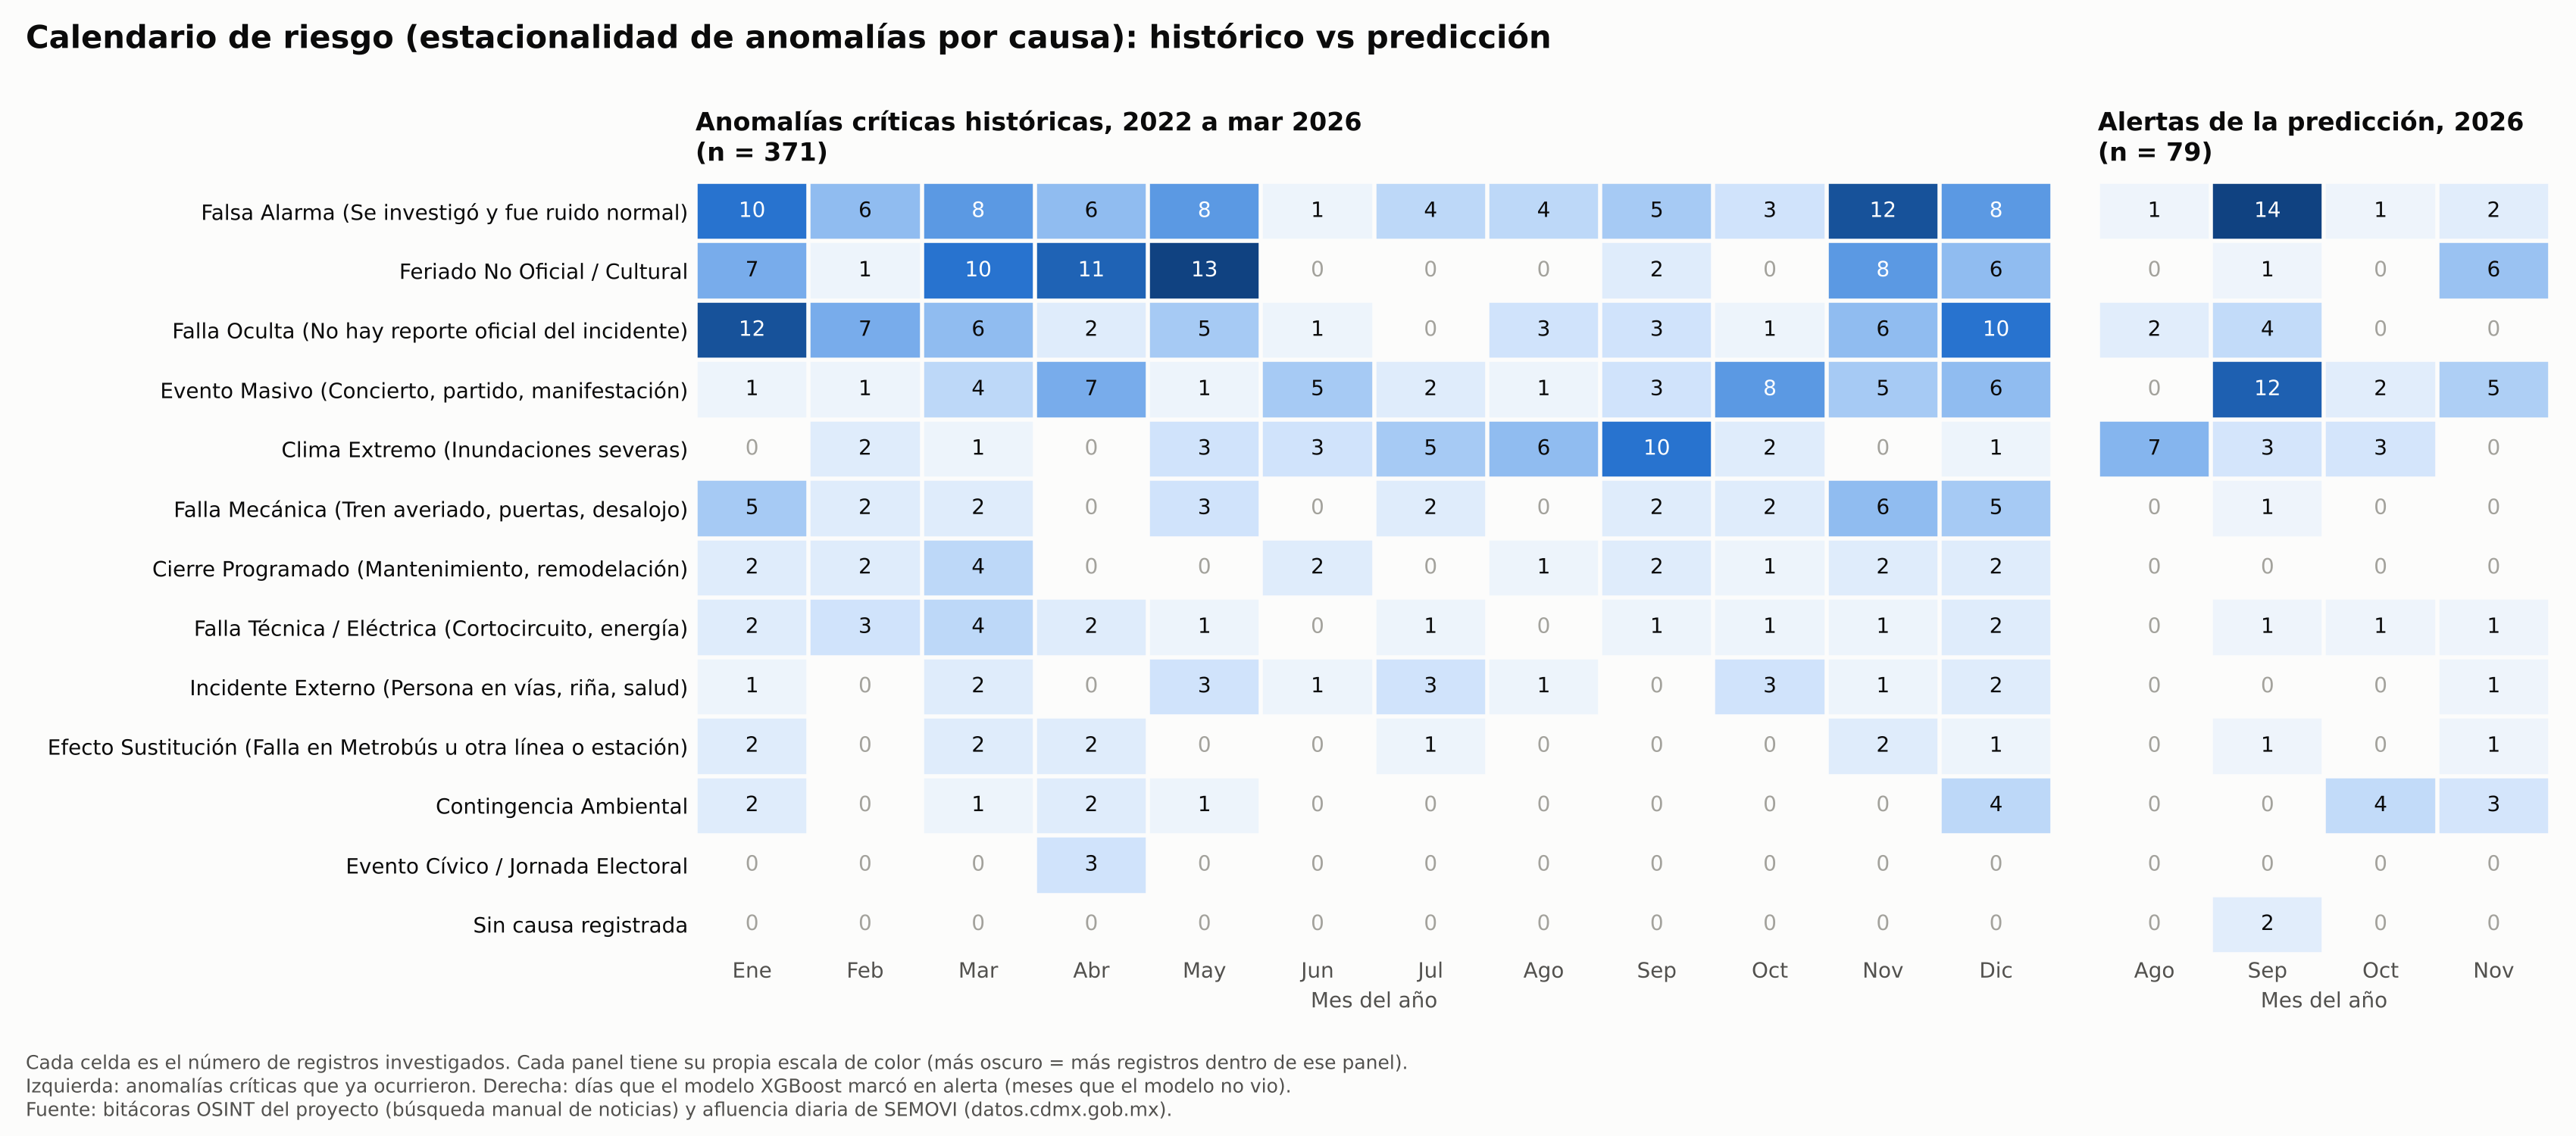 Calendario de riesgo (estacionalidad de anomalías por causa): histórico vs predicción
Anomalías críticas históricas, 2022 a mar 2026
(n = 371)
Alertas de la predicción, 2026
(n = 79)
Falsa Alarma (Se investigó y fue ruido normal) 10 6 8 6 8 1 4 4 5 3 12 8 1 14 1 2
Feriado No Oficial / Cultural 7 1 10 11 13 0 0 0 2 0 8 6 0 1 0 6
Falla Oculta (No hay reporte oficial del incidente) 12 7 6 2 5 1 0 3 3 1 6 10 2 4 0 0
Evento Masivo (Concierto, partido, manifestación) 1 1 4 7 1 5 2 1 3 8 5 6 0 12 2 5
Clima Extremo (Inundaciones severas) 0 2 1 0 3 3 5 6 10 2 0 1 7 3 3 0
Falla Mecánica (Tren averiado, puertas, desalojo) 5 2 2 0 3 0 2 0 2 2 6 5 0 1 0 0
Cierre Programado (Mantenimiento, remodelación) 2 2 4 0 0 2 0 1 2 1 2 2 0 0 0 0
Falla Técnica / Eléctrica (Cortocircuito, energía) 2 3 4 2 1 0 1 0 1 1 1 2 0 1 1 1
Incidente Externo (Persona en vías, riña, salud) 1 0 2 0 3 1 3 1 0 3 1 2 0 0 0 1
Efecto Sustitución (Falla en Metrobús u otra línea o estación) 2 0 2 2 0 0 1 0 0 0 2 1 0 1 0 1
Contingencia Ambiental 2 0 1 2 1 0 0 0 0 0 0 4 0 0 4 3
Evento Cívico / Jornada Electoral 0 0 0 3 0 0 0 0 0 0 0 0 0 0 0 0
Sin causa registrada 0 0 0 0 0 0 0 0 0 0 0 0 0 2 0 0
Ene Feb Mar Abr May Jun Jul Ago Sep Oct Nov Dic Ago Sep Oct Nov
Mes del año Mes del año
Cada celda es el número de registros investigados. Cada panel tiene su propia escala de color (más oscuro = más registros dentro de ese panel).
Izquierda: anomalías críticas que ya ocurrieron. Derecha: días que el modelo XGBoost marcó en alerta (meses que el modelo no vio).
Fuente: bitácoras OSINT del proyecto (búsqueda manual de noticias) y afluencia diaria de SEMOVI (datos.cdmx.gob.mx).